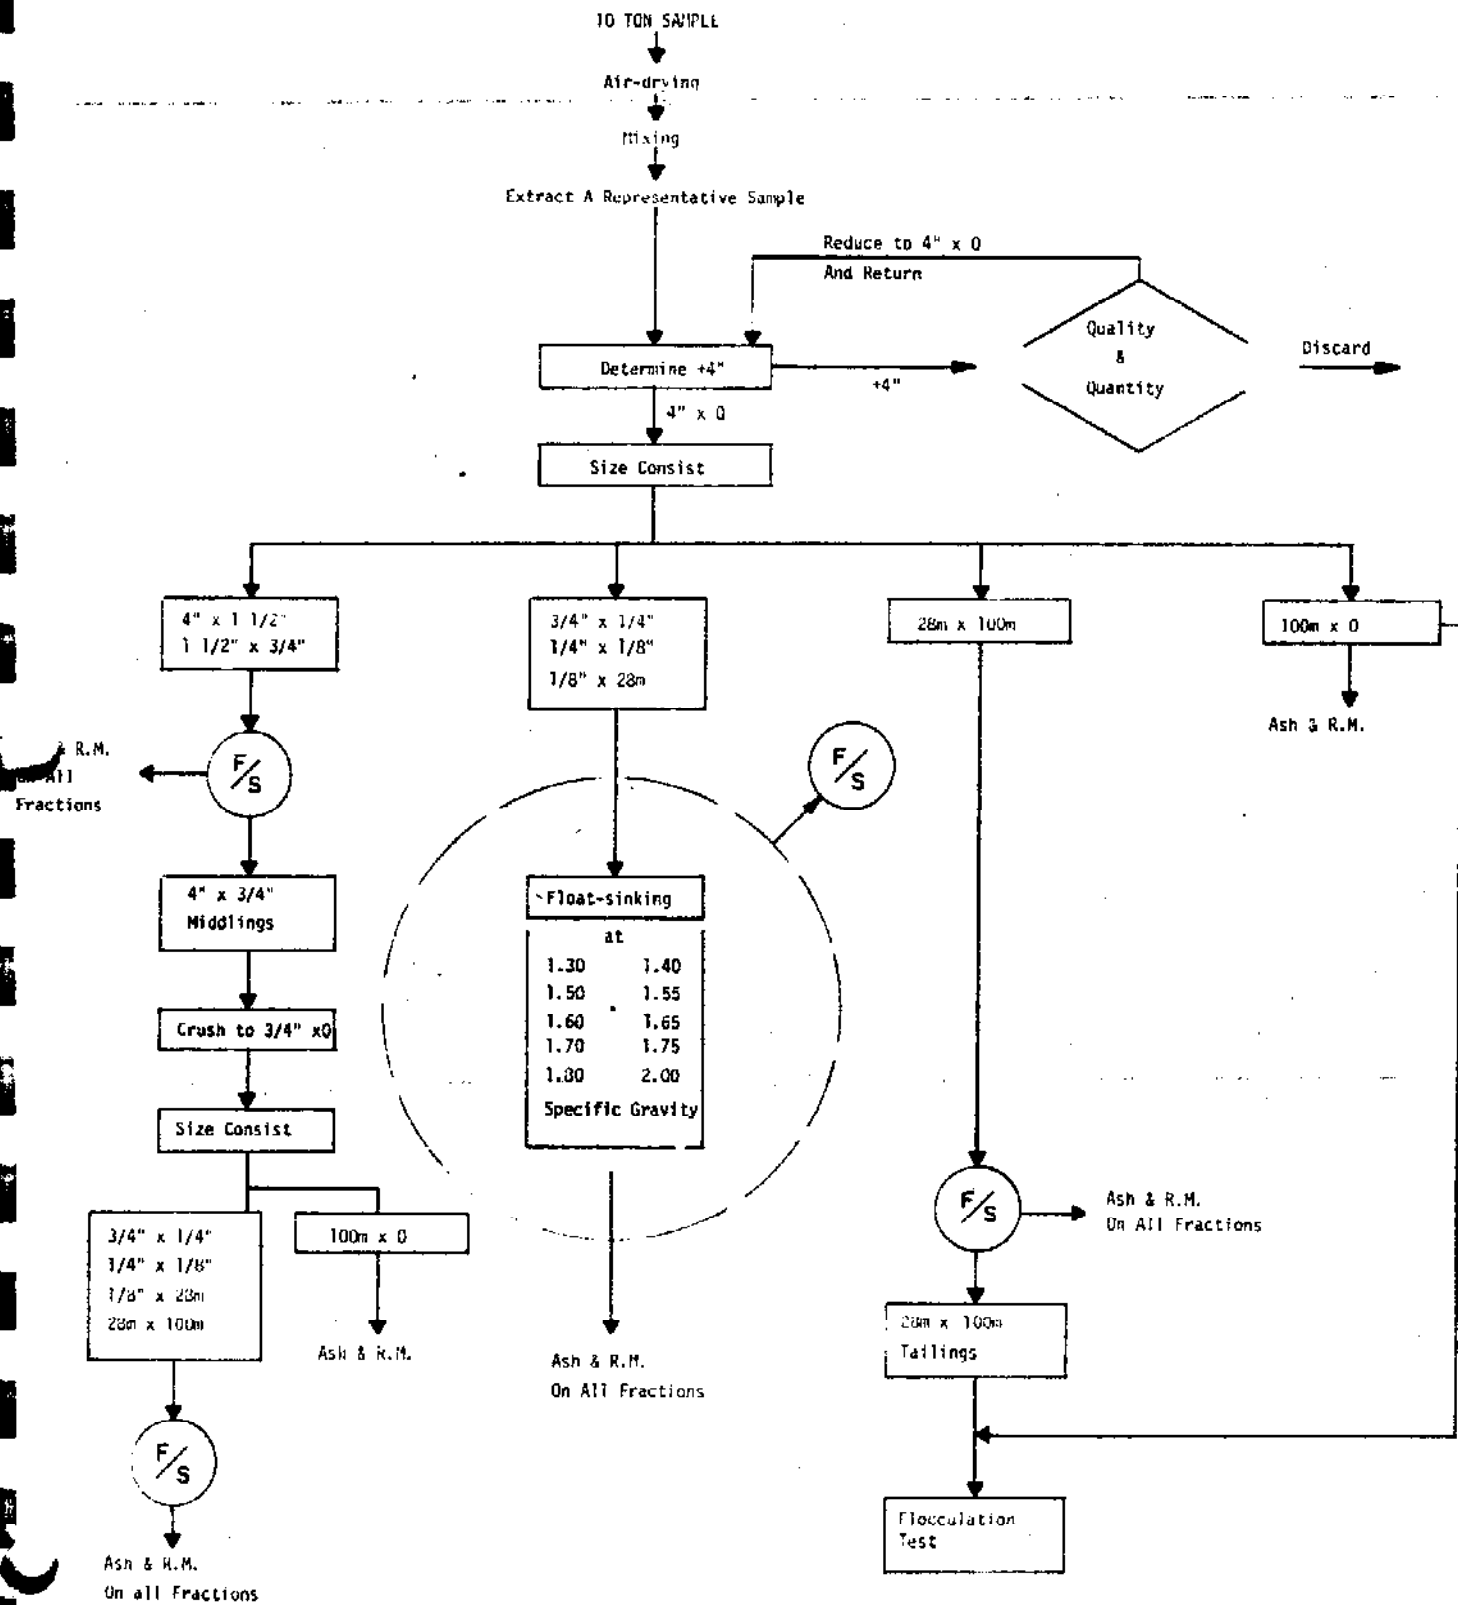 10 TON SAMPLE
Air-drying
Mixing
Extract A Representative Sample
Reduce to 4" x 0
And Return
Quality
&
Quantity
Discard
Determine +4"
+4"
4" x 0
Size Consist
4" x 1 1/2"
1 1/2" x 3/4"
3/4" x 1/4"
1/4" x 1/8"
1/8" x 28m
28m x 100m
100m x 0
Ash & R.M.
& R.M.
All
Fractions
F/S
F/S
4" x 3/4"
Middlings
Float-sinking
at
1.30 1.40
1.50 1.55
1.60 1.65
1.70 1.75
1.80 2.00
Specific Gravity
Crush to 3/4" x0
Size Consist
3/4" x 1/4"
1/4" x 1/8"
1/8" x 28m
28m x 100m
100m x 0
Ash & R.M.
Ash & R.M.
On All Fractions
F/S
Ash & R.M.
On All Fractions
28m x 100m
Tailings
Flocculation
Test
F/S
Ash & R.M.
On all Fractions